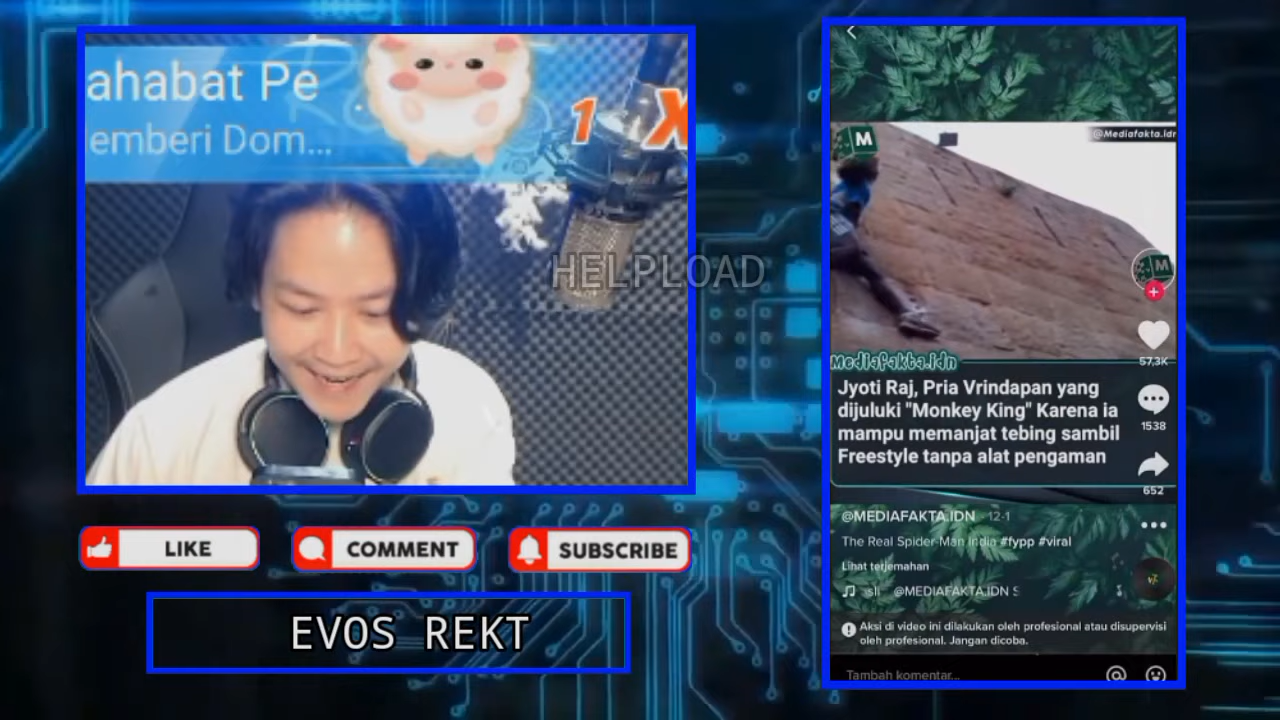 ahabat Pe
emberi Dom...
1 X
HELPLOAD
LIKE
COMMENT
SUBSCRIBE
EVOS REKT
M
@Mediafakta.Idn
M
57,3K
Mediafakta.idn
Jyoti Raj, Pria Vrindapan yang
dijuluki "Monkey King" Karena ia
mampu memanjat tebing sambil
Freestyle tanpa alat pengaman
1538
652
@MEDIAFAKTA.IDN · 12-1
The Real Spider-Man India #fypp #viral
Lihat terjemahan
sli @MEDIAFAKTA.IDN S
Aksi di video ini dilakukan oleh profesional atau disupervisi
oleh profesional. Jangan dicoba.
Tambah komentar...